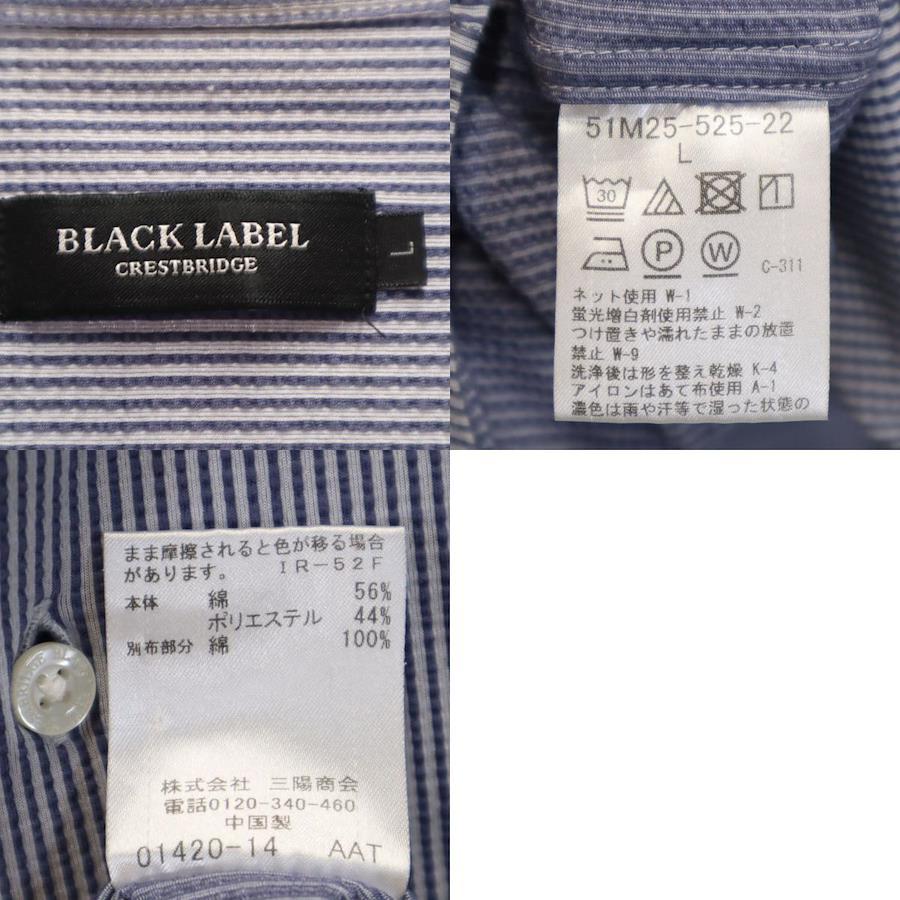 BLACK LABEL
CRESTBRIDGE
L
51M25-525-22
L
30
P
W
C-311
ネット使用 W-1
蛍光増白剤使用禁止 W-2
つけ置きや濡れたままの放置
禁止 W-9
洗浄後は形を整え乾燥 K-4
アイロンはあて布使用 A-1
濃色は雨や汗等で湿った状態の
まま摩擦されると色が移る場合
があります。 IR-52F
本体 綿 56%
ポリエステル 44%
別布部分 綿 100%
株式会社 三陽商会
電話0120-340-460
中国製
01420-14 AAT